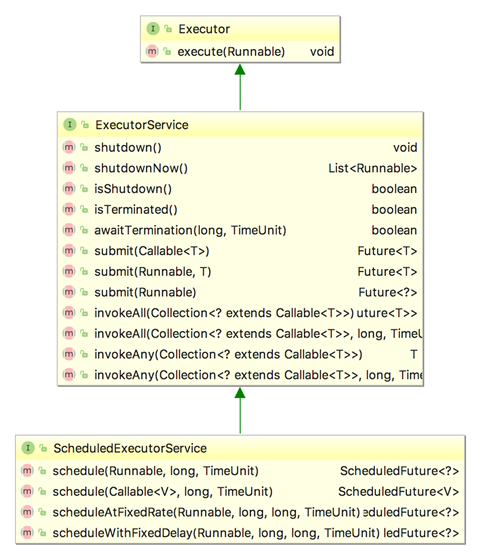 Executor
execute(Runnable) void
ExecutorService
shutdown() void
shutdownNow() List<Runnable>
isShutdown() boolean
isTerminated() boolean
awaitTermination(long, TimeUnit) boolean
submit(Callable<T>) Future<T>
submit(Runnable, T) Future<T>
submit(Runnable) Future<?>
invokeAll(Collection<? extends Callable<T>>) uture<T>>
invokeAll(Collection<? extends Callable<T>>, long, TimeU
invokeAny(Collection<? extends Callable<T>>) T
invokeAny(Collection<? extends Callable<T>>, long, Time
ScheduledExecutorService
schedule(Runnable, long, TimeUnit) ScheduledFuture<?>
schedule(Callable<V>, long, TimeUnit) ScheduledFuture<V>
scheduleAtFixedRate(Runnable, long, long, TimeUnit) eduledFuture<?>
scheduleWithFixedDelay(Runnable, long, long, TimeUnit) ledFuture<?>